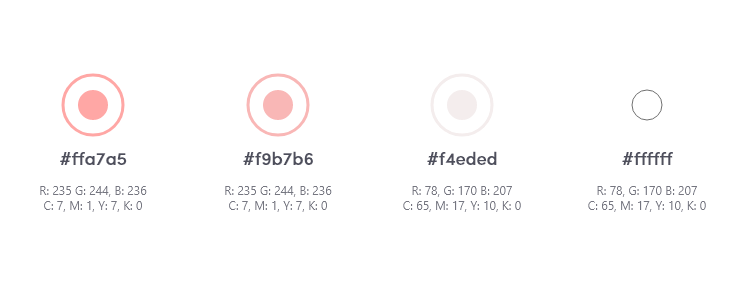 #ffa7a5
#f9b7b6
#f4eded
#ffffff
R: 235 G: 244, B: 236
C: 7, M: 1, Y: 7, K: 0
R: 235 G: 244, B: 236
C: 7, M: 1, Y: 7, K: 0
R: 78, G: 170 B: 207
C: 65, M: 17, Y: 10, K: 0
R: 78, G: 170 B: 207
C: 65, M: 17, Y: 10, K: 0